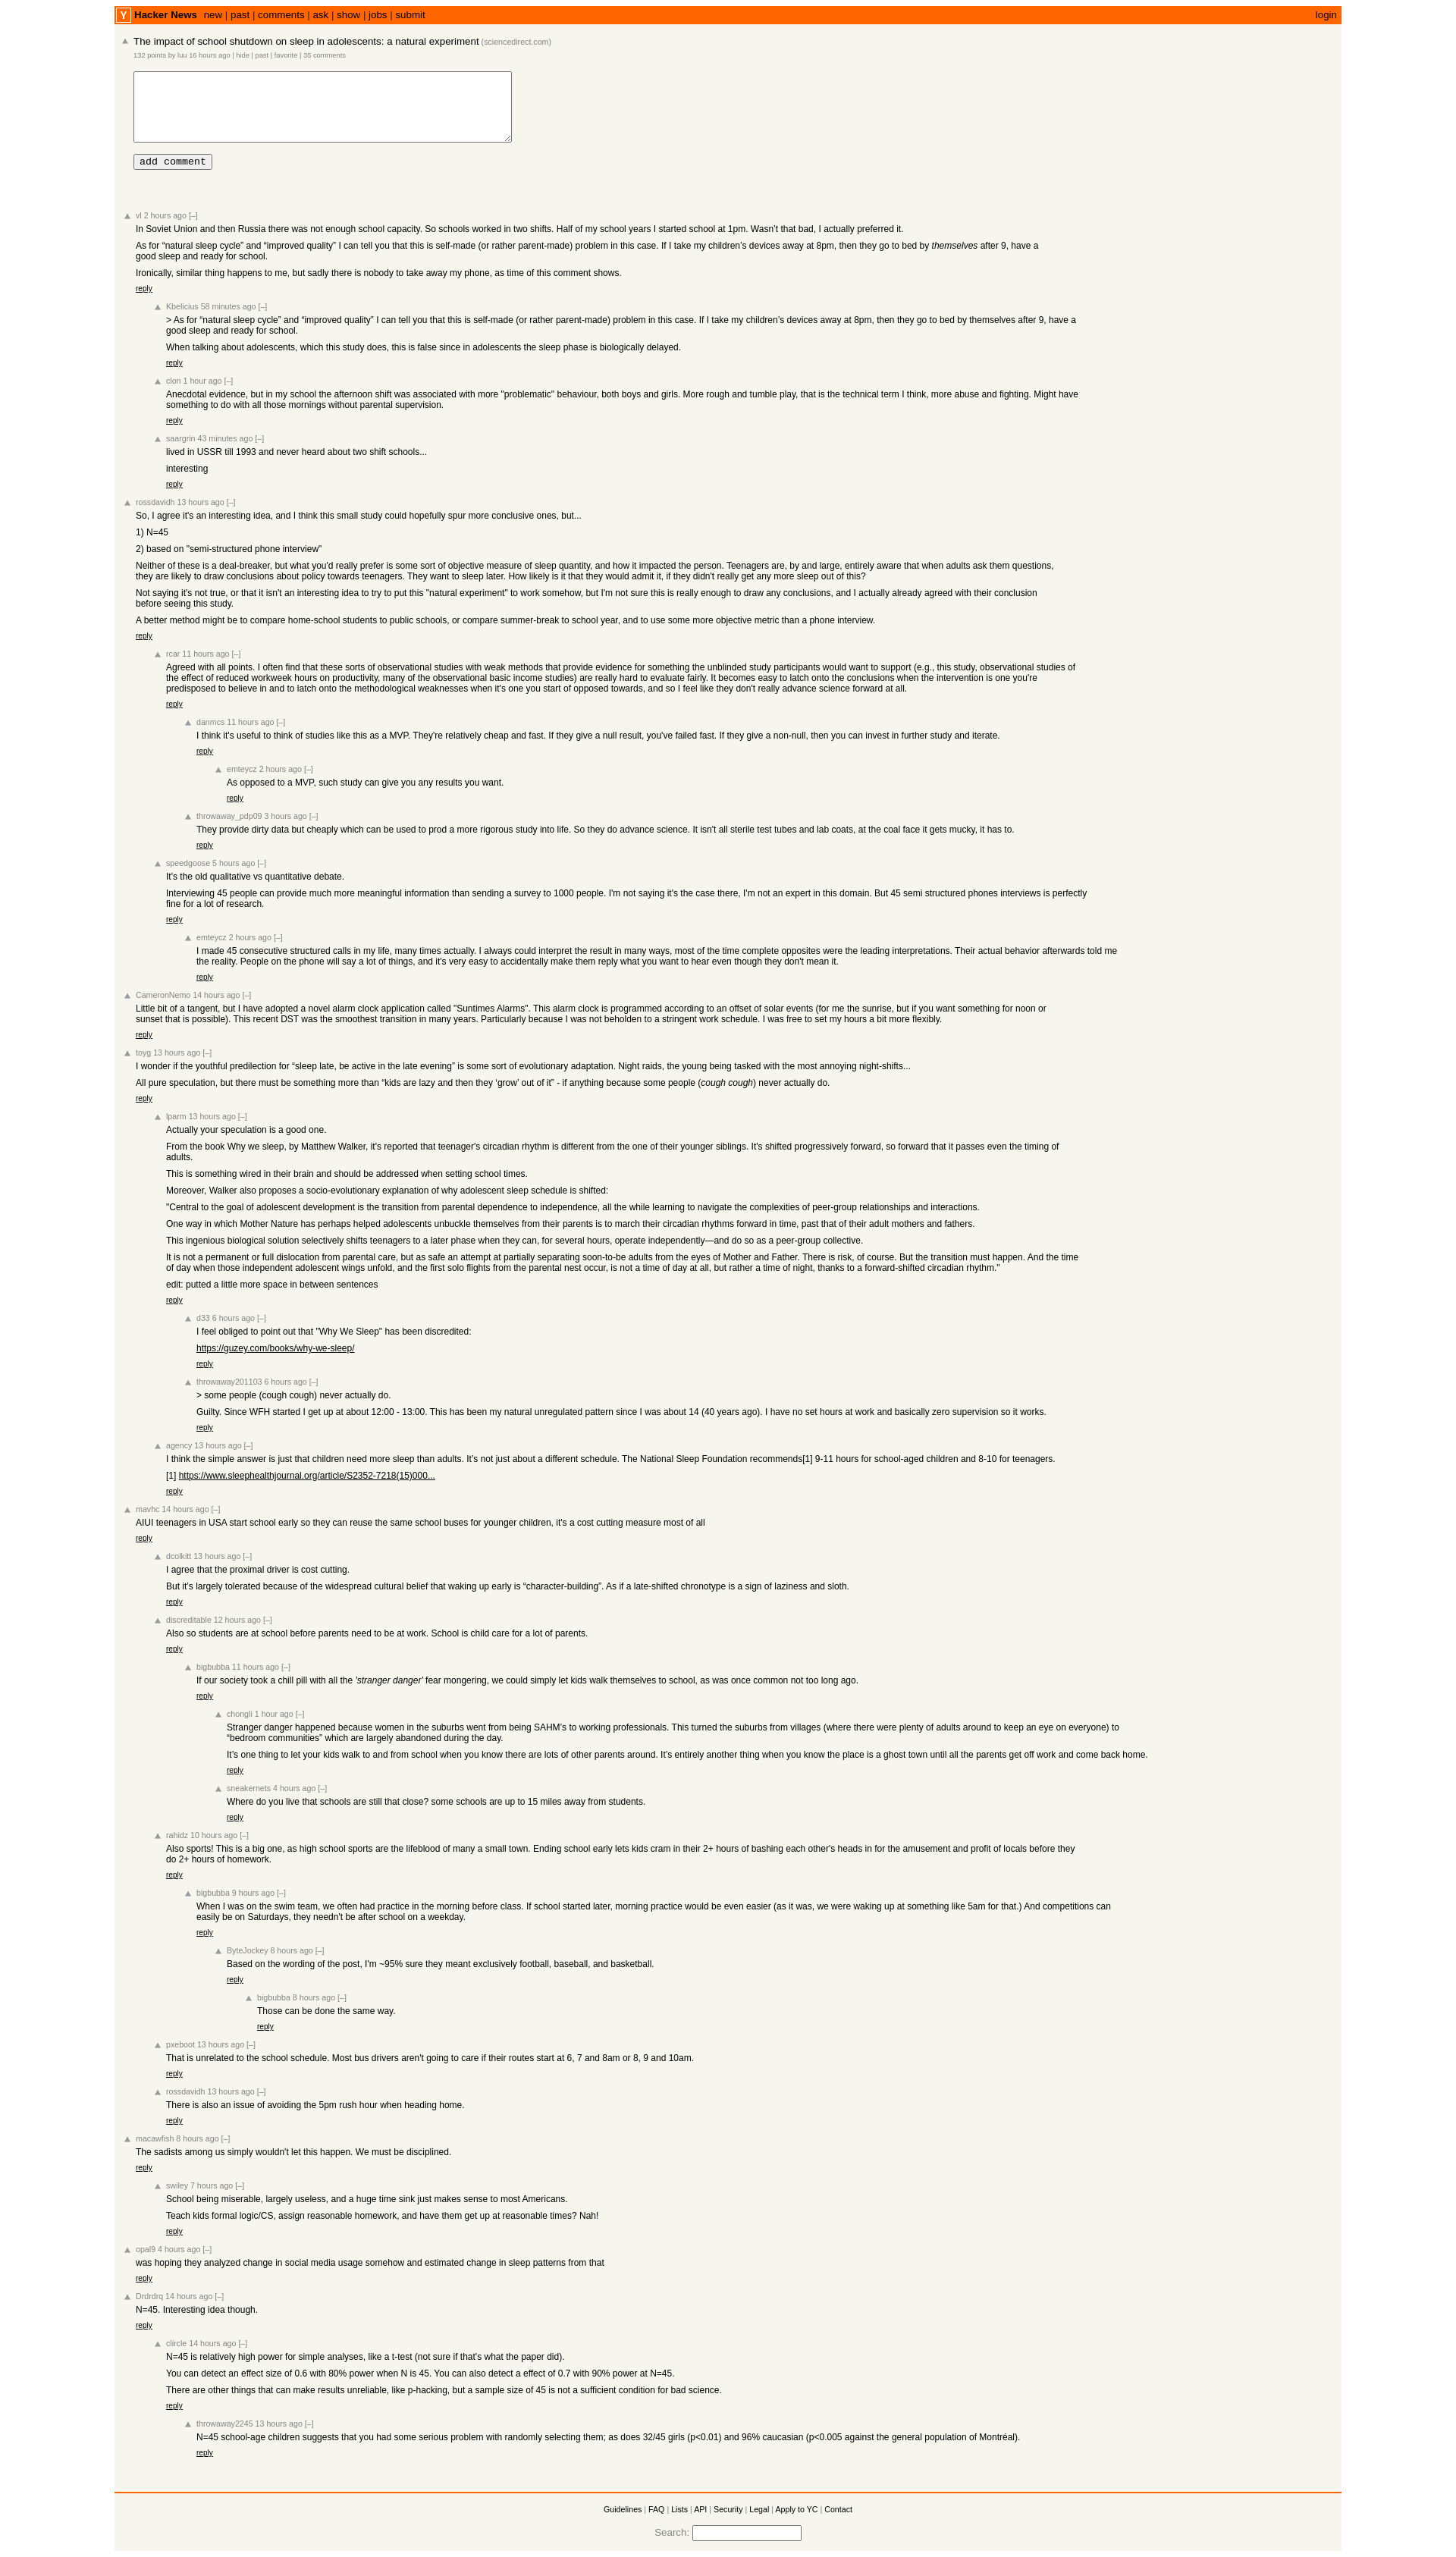 Y Hacker News new | past | comments | ask | show | jobs | submit login
The impact of school shutdown on sleep in adolescents: a natural experiment (sciencedirect.com)
132 points by luu 16 hours ago | hide | past | favorite | 35 comments
add comment
vl 2 hours ago [–]
In Soviet Union and then Russia there was not enough school capacity. So schools worked in two shifts. Half of my school years I started school at 1pm. Wasn't that bad, I actually preferred it.
As for “natural sleep cycle” and “improved quality” I can tell you that this is self-made (or rather parent-made) problem in this case. If I take my children’s devices away at 8pm, then they go to bed by themselves after 9, have a
good sleep and ready for school.
Ironically, similar thing happens to me, but sadly there is nobody to take away my phone, as time of this comment shows.
reply
Kbelicius 58 minutes ago [–]
> As for “natural sleep cycle” and “improved quality” I can tell you that this is self-made (or rather parent-made) problem in this case. If I take my children’s devices away at 8pm, then they go to bed by themselves after 9, have a
good sleep and ready for school.
When talking about adolescents, which this study does, this is false since in adolescents the sleep phase is biologically delayed.
reply
clon 1 hour ago [–]
Anecdotal evidence, but in my school the afternoon shift was associated with more "problematic" behaviour, both boys and girls. More rough and tumble play, that is the technical term I think, more abuse and fighting. Might have
something to do with all those mornings without parental supervision.
reply
saargrin 43 minutes ago [–]
lived in USSR till 1993 and never heard about two shift schools...
interesting
reply
rossdavidh 13 hours ago [–]
So, I agree it's an interesting idea, and I think this small study could hopefully spur more conclusive ones, but...
1) N=45
2) based on "semi-structured phone interview"
Neither of these is a deal-breaker, but what you'd really prefer is some sort of objective measure of sleep quantity, and how it impacted the person. Teenagers are, by and large, entirely aware that when adults ask them questions,
they are likely to draw conclusions about policy towards teenagers. They want to sleep later. How likely is it that they would admit it, if they didn't really get any more sleep out of this?
Not saying it's not true, or that it isn't an interesting idea to try to put this "natural experiment" to work somehow, but I'm not sure this is really enough to draw any conclusions, and I actually already agreed with their conclusion
before seeing this study.
A better method might be to compare home-school students to public schools, or compare summer-break to school year, and to use some more objective metric than a phone interview.
reply
rcar 11 hours ago [–]
Agreed with all points. I often find that these sorts of observational studies with weak methods that provide evidence for something the unblinded study participants would want to support (e.g., this study, observational studies of
the effect of reduced workweek hours on productivity, many of the observational basic income studies) are really hard to evaluate fairly. It becomes easy to latch onto the conclusions when the intervention is one you're
predisposed to believe in and to latch onto the methodological weaknesses when it's one you start of opposed towards, and so I feel like they don't really advance science forward at all.
reply
danmcs 11 hours ago [–]
I think it's useful to think of studies like this as a MVP. They're relatively cheap and fast. If they give a null result, you've failed fast. If they give a non-null, then you can invest in further study and iterate.
reply
emteycz 2 hours ago [–]
As opposed to a MVP, such study can give you any results you want.
reply
throwaway_pdp09 3 hours ago [–]
They provide dirty data but cheaply which can be used to prod a more rigorous study into life. So they do advance science. It isn't all sterile test tubes and lab coats, at the coal face it gets mucky, it has to.
reply
speedgoose 5 hours ago [–]
It's the old qualitative vs quantitative debate.
Interviewing 45 people can provide much more meaningful information than sending a survey to 1000 people. I'm not saying it's the case there, I'm not an expert in this domain. But 45 semi structured phones interviews is perfectly
fine for a lot of research.
reply
emteycz 2 hours ago [–]
I made 45 consecutive structured calls in my life, many times actually. I always could interpret the result in many ways, most of the time complete opposites were the leading interpretations. Their actual behavior afterwards told me
the reality. People on the phone will say a lot of things, and it's very easy to accidentally make them reply what you want to hear even though they don't mean it.
reply
CameronNemo 14 hours ago [–]
Little bit of a tangent, but I have adopted a novel alarm clock application called "Suntimes Alarms". This alarm clock is programmed according to an offset of solar events (for me the sunrise, but if you want something for noon or
sunset that is possible). This recent DST was the smoothest transition in many years. Particularly because I was not beholden to a stringent work schedule. I was free to set my hours a bit more flexibly.
reply
toyg 13 hours ago [–]
I wonder if the youthful predilection for “sleep late, be active in the late evening” is some sort of evolutionary adaptation. Night raids, the young being tasked with the most annoying night-shifts...
All pure speculation, but there must be something more than “kids are lazy and then they ‘grow’ out of it” - if anything because some people (cough cough) never actually do.
reply
lparm 13 hours ago [–]
Actually your speculation is a good one.
From the book Why we sleep, by Matthew Walker, it's reported that teenager's circadian rhythm is different from the one of their younger siblings. It's shifted progressively forward, so forward that it passes even the timing of
adults.
This is something wired in their brain and should be addressed when setting school times.
Moreover, Walker also proposes a socio-evolutionary explanation of why adolescent sleep schedule is shifted:
"Central to the goal of adolescent development is the transition from parental dependence to independence, all the while learning to navigate the complexities of peer-group relationships and interactions.
One way in which Mother Nature has perhaps helped adolescents unbuckle themselves from their parents is to march their circadian rhythms forward in time, past that of their adult mothers and fathers.
This ingenious biological solution selectively shifts teenagers to a later phase when they can, for several hours, operate independently—and do so as a peer-group collective.
It is not a permanent or full dislocation from parental care, but as safe an attempt at partially separating soon-to-be adults from the eyes of Mother and Father. There is risk, of course. But the transition must happen. And the time
of day when those independent adolescent wings unfold, and the first solo flights from the parental nest occur, is not a time of day at all, but rather a time of night, thanks to a forward-shifted circadian rhythm."
edit: putted a little more space in between sentences
reply
d33 6 hours ago [–]
I feel obliged to point out that "Why We Sleep" has been discredited:
https://guzey.com/books/why-we-sleep/
reply
throwaway201103 6 hours ago [–]
> some people (cough cough) never actually do.
Guilty. Since WFH started I get up at about 12:00 - 13:00. This has been my natural unregulated pattern since I was about 14 (40 years ago). I have no set hours at work and basically zero supervision so it works.
reply
agency 13 hours ago [–]
I think the simple answer is just that children need more sleep than adults. It’s not just about a different schedule. The National Sleep Foundation recommends[1] 9-11 hours for school-aged children and 8-10 for teenagers.
[1] https://www.sleephealthjournal.org/article/S2352-7218(15)000...
reply
mavhc 14 hours ago [–]
AIUI teenagers in USA start school early so they can reuse the same school buses for younger children, it's a cost cutting measure most of all
reply
dcolkitt 13 hours ago [–]
I agree that the proximal driver is cost cutting.
But it’s largely tolerated because of the widespread cultural belief that waking up early is “character-building”. As if a late-shifted chronotype is a sign of laziness and sloth.
reply
discreditable 12 hours ago [–]
Also so students are at school before parents need to be at work. School is child care for a lot of parents.
reply
bigbubba 11 hours ago [–]
If our society took a chill pill with all the 'stranger danger' fear mongering, we could simply let kids walk themselves to school, as was once common not too long ago.
reply
chongli 1 hour ago [–]
Stranger danger happened because women in the suburbs went from being SAHM’s to working professionals. This turned the suburbs from villages (where there were plenty of adults around to keep an eye on everyone) to
“bedroom communities” which are largely abandoned during the day.
It’s one thing to let your kids walk to and from school when you know there are lots of other parents around. It’s entirely another thing when you know the place is a ghost town until all the parents get off work and come back home.
reply
sneakernets 4 hours ago [–]
Where do you live that schools are still that close? some schools are up to 15 miles away from students.
reply
rahidz 10 hours ago [–]
Also sports! This is a big one, as high school sports are the lifeblood of many a small town. Ending school early lets kids cram in their 2+ hours of bashing each other's heads in for the amusement and profit of locals before they
do 2+ hours of homework.
reply
bigbubba 9 hours ago [–]
When I was on the swim team, we often had practice in the morning before class. If school started later, morning practice would be even easier (as it was, we were waking up at something like 5am for that.) And competitions can
easily be on Saturdays, they needn't be after school on a weekday.
reply
ByteJockey 8 hours ago [–]
Based on the wording of the post, I'm ~95% sure they meant exclusively football, baseball, and basketball.
reply
bigbubba 8 hours ago [–]
Those can be done the same way.
reply
pxeboot 13 hours ago [–]
That is unrelated to the school schedule. Most bus drivers aren't going to care if their routes start at 6, 7 and 8am or 8, 9 and 10am.
reply
rossdavidh 13 hours ago [–]
There is also an issue of avoiding the 5pm rush hour when heading home.
reply
macawfish 8 hours ago [–]
The sadists among us simply wouldn't let this happen. We must be disciplined.
reply
swiley 7 hours ago [–]
School being miserable, largely useless, and a huge time sink just makes sense to most Americans.
Teach kids formal logic/CS, assign reasonable homework, and have them get up at reasonable times? Nah!
reply
opal9 4 hours ago [–]
was hoping they analyzed change in social media usage somehow and estimated change in sleep patterns from that
reply
Drdrdrq 14 hours ago [–]
N=45. Interesting idea though.
reply
clircle 14 hours ago [–]
N=45 is relatively high power for simple analyses, like a t-test (not sure if that's what the paper did).
You can detect an effect size of 0.6 with 80% power when N is 45. You can also detect a effect of 0.7 with 90% power at N=45.
There are other things that can make results unreliable, like p-hacking, but a sample size of 45 is not a sufficient condition for bad science.
reply
throwaway2245 13 hours ago [–]
N=45 school-age children suggests that you had some serious problem with randomly selecting them; as does 32/45 girls (p<0.01) and 96% caucasian (p<0.005 against the general population of Montréal).
reply
Guidelines | FAQ | Lists | API | Security | Legal | Apply to YC | Contact
Search: